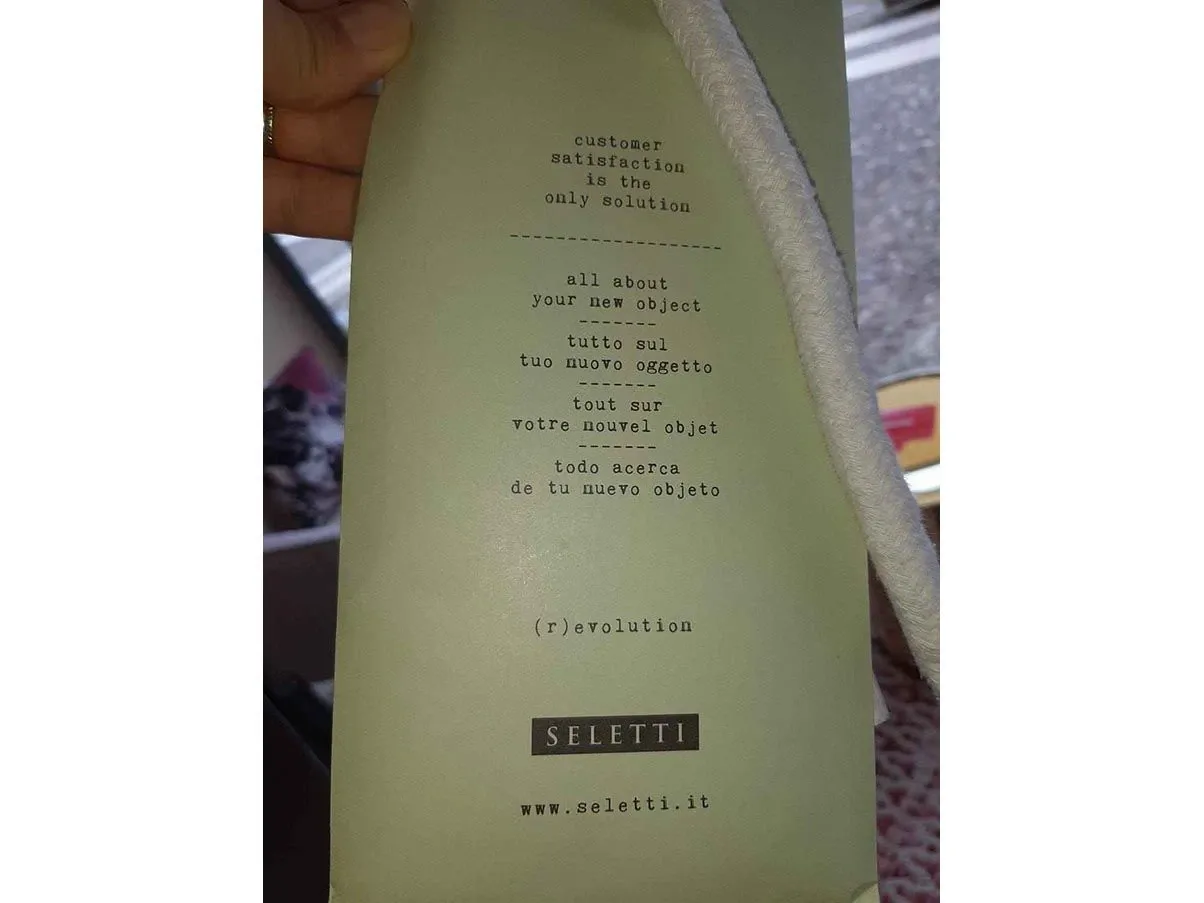 customer
satisfaction
is the
only solution
-------------------
all about
your new object
-------
tutto sul
tuo nuovo oggetto
-------
tout sur
votre nouvel objet
-------
todo acerca
de tu nuevo objeto
(r)evolution
SELETTI
www.seletti.it